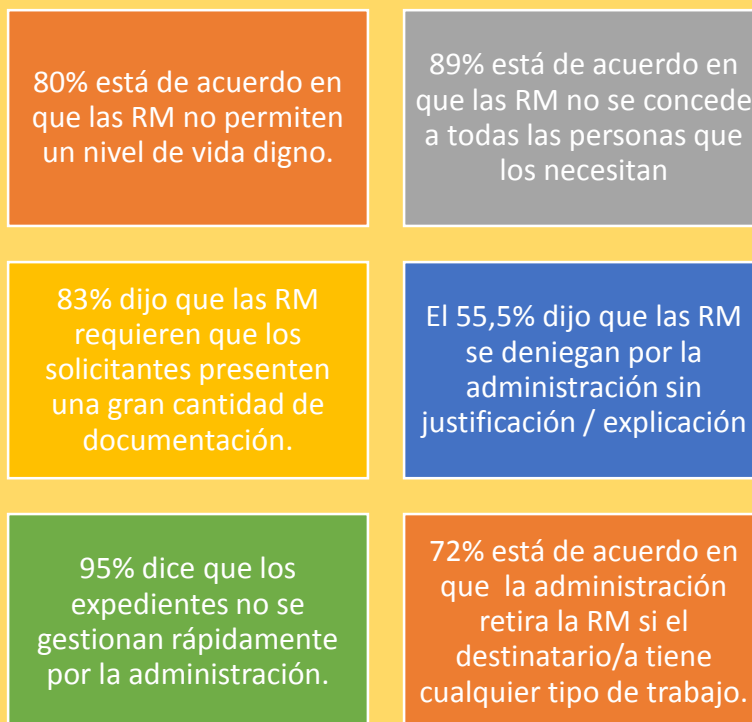 80% está de acuerdo en
que las RM no permiten
un nivel de vida digno.
89% está de acuerdo en
que las RM no se concede
a todas las personas que
los necesitan
83% dijo que las RM
requieren que los
solicitantes presenten
una gran cantidad de
documentación.
El 55,5% dijo que las RM
se deniegan por la
administración sin
justificación / explicación
95% dice que los
expedientes no se
gestionan rápidamente
por la administración.
72% está de acuerdo en
que la administración
retira la RM si el
destinatario/a tiene
cualquier tipo de trabajo.